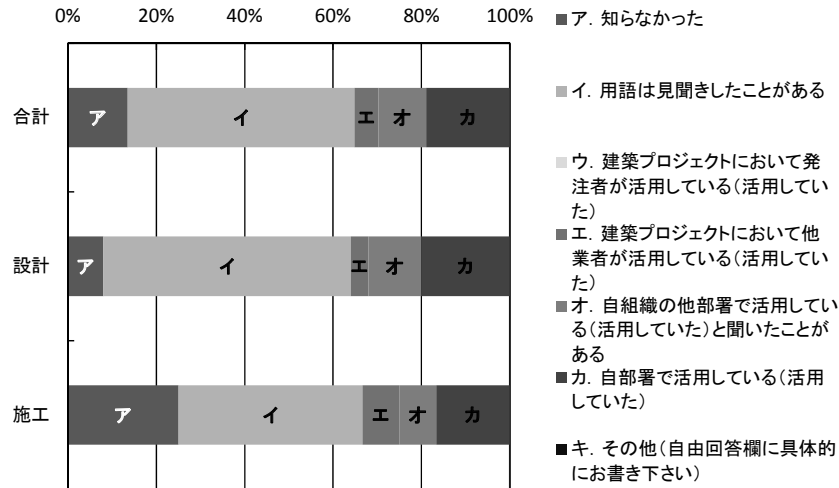 0% 20% 40% 60% 80% 100%
合計
ア イ エ オ カ
設計
ア イ エ オ カ
施工
ア イ エ オ カ
ア. 知らなかった
イ. 用語は見聞きしたことがある
ウ. 建築プロジェクトにおいて発
注者が活用している(活用してい
た)
エ. 建築プロジェクトにおいて他
業者が活用している(活用してい
た)
オ. 自組織の他部署で活用してい
る(活用していた)と聞いたことが
ある
カ. 自部署で活用している(活用
していた)
キ. その他(自由回答欄に具体的
にお書き下さい)